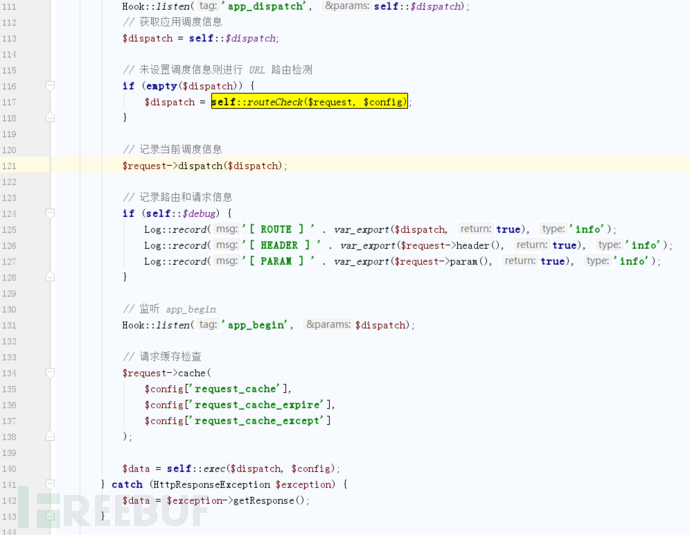 111 Hook::listen( tag: 'app_dispatch', &params: self::$dispatch);
112 // 获取应用调度信息
113 $dispatch = self::$dispatch;
114
115 // 未设置调度信息则进行 URL 路由检测
116 if (empty($dispatch)) {
117 $dispatch = self::routeCheck($request, $config);
118 }
119
120 // 记录当前调度信息
121 $request->dispatch($dispatch);
122
123 // 记录路由和请求信息
124 if (self::$debug) {
125 Log::record( msg: '[ ROUTE ] ' . var_export($dispatch, return: true), type: 'info');
126 Log::record( msg: '[ HEADER ] ' . var_export($request->header(), return: true), type: 'info');
127 Log::record( msg: '[ PARAM ] ' . var_export($request->param(), return: true), type: 'info');
128 }
129
130 // 监听 app_begin
131 Hook::listen( tag: 'app_begin', &params: $dispatch);
132
133 // 请求缓存检查
134 $request->cache(
135 $config['request_cache'],
136 $config['request_cache_expire'],
137 $config['request_cache_except']
138 );
139
140 $data = self::exec($dispatch, $config);
141 } catch (HttpResponseException $exception) {
142 $data = $exception->getResponse();
143 }
FREEBUF